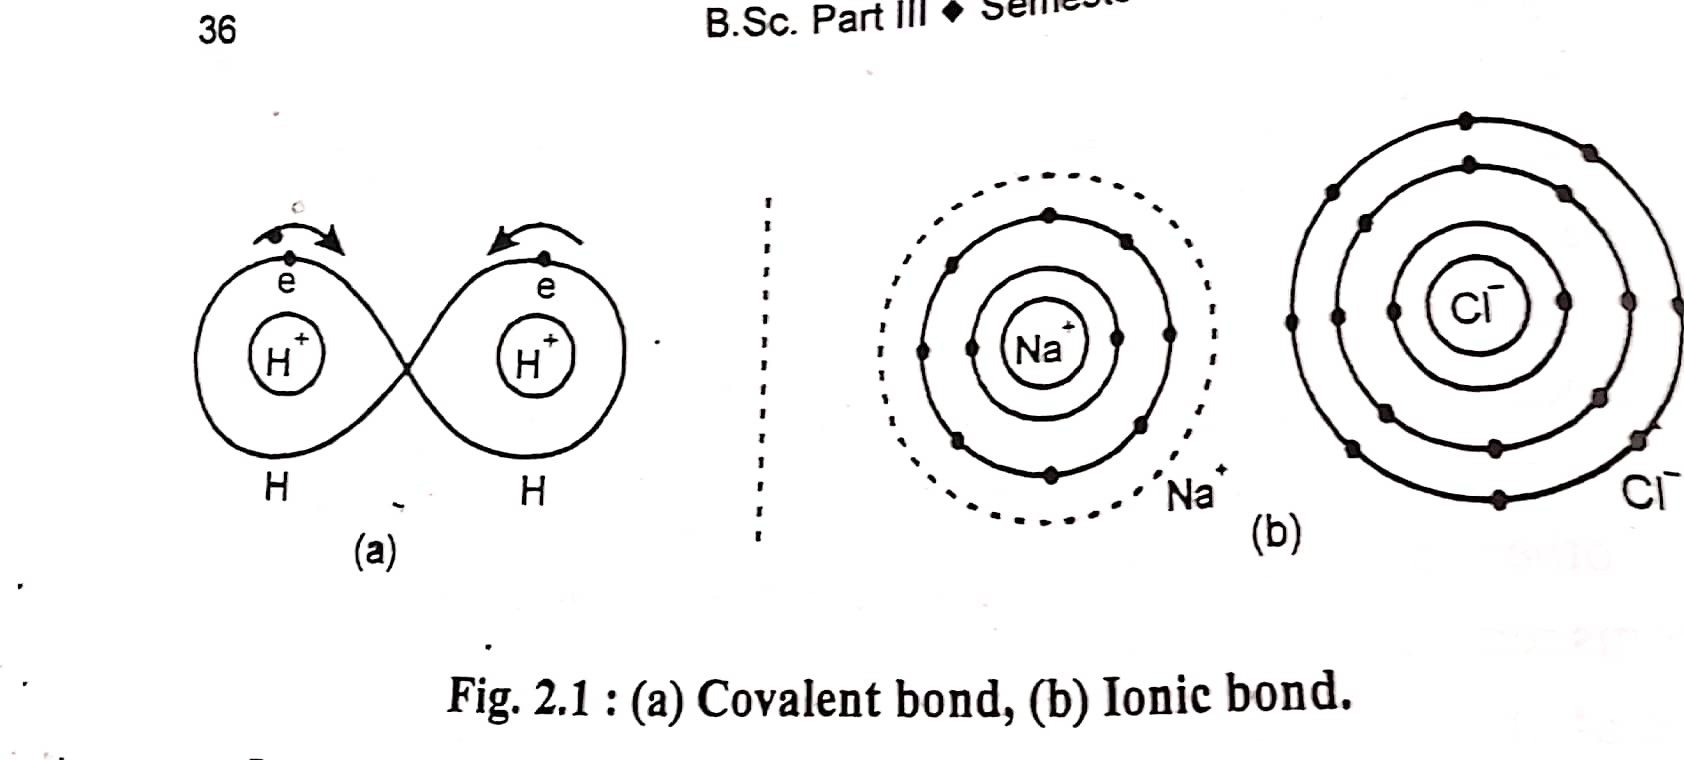 36
B.Sc. Part III ◆
e e
H⁺ H⁺
H H
(a)
Na⁺
Na⁺
Cl⁻
Cl⁻
(b)
Fig. 2.1 : (a) Covalent bond, (b) Ionic bond.